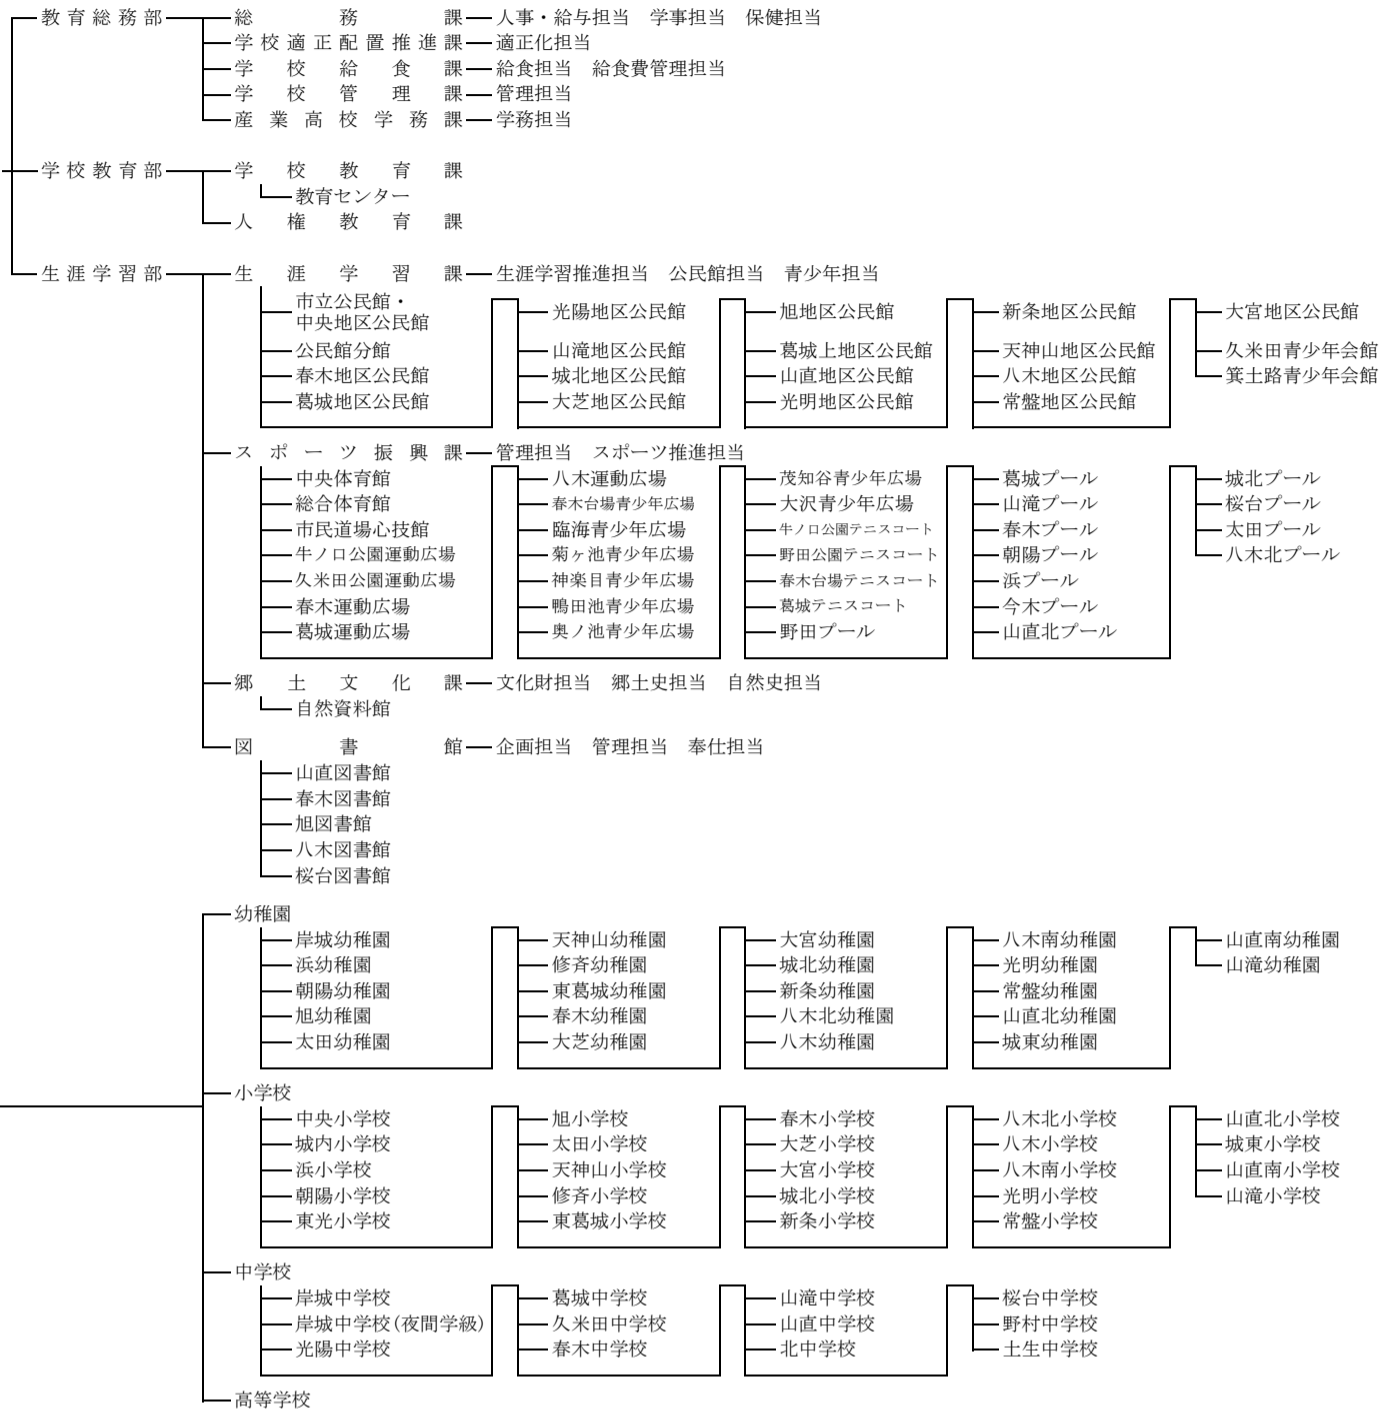 教育総務部 総務課 人事・給与担当 学事担当 保健担当
学校適正配置推進課 適正化担当
学校給食課 給食担当 給食費管理担当
学校管理課 管理担当
産業高校学務課 学務担当
学校教育部 学校教育課
教育センター
人権教育課
生涯学習部 生涯学習課 生涯学習推進担当 公民館担当 青少年担当
市立公民館・
中央地区公民館
公民館分館
春木地区公民館
葛城地区公民館
光陽地区公民館
山滝地区公民館
城北地区公民館
大芝地区公民館
旭地区公民館
葛城上地区公民館
山直地区公民館
光明地区公民館
新条地区公民館
天神山地区公民館
八木地区公民館
常盤地区公民館
大宮地区公民館
久米田青少年会館
箕土路青少年会館
スポーツ振興課 管理担当 スポーツ推進担当
中央体育館
総合体育館
市民道場心技館
牛ノ口公園運動広場
久米田公園運動広場
春木運動広場
葛城運動広場
八木運動広場
春木台場青少年広場
臨海青少年広場
菊ヶ池青少年広場
神楽目青少年広場
鴨田池青少年広場
奥ノ池青少年広場
茂知谷青少年広場
大沢青少年広場
牛ノ口公園テニスコート
野田公園テニスコート
春木台場テニスコート
葛城テニスコート
野田プール
葛城プール
山滝プール
春木プール
朝陽プール
浜プール
今木プール
山直北プール
城北プール
桜台プール
太田プール
八木北プール
郷土文化課 文化財担当 郷土史担当 自然史担当
自然資料館
図書館 企画担当 管理担当 奉仕担当
山直図書館
春木図書館
旭図書館
八木図書館
桜台図書館
幼稚園
岸城幼稚園
浜幼稚園
朝陽幼稚園
旭幼稚園
太田幼稚園
天神山幼稚園
修斉幼稚園
東葛城幼稚園
春木幼稚園
大芝幼稚園
大宮幼稚園
城北幼稚園
新条幼稚園
八木北幼稚園
八木幼稚園
八木南幼稚園
光明幼稚園
常盤幼稚園
山直北幼稚園
城東幼稚園
山直南幼稚園
山滝幼稚園
小学校
中央小学校
城内小学校
浜小学校
朝陽小学校
東光小学校
旭小学校
太田小学校
天神山小学校
修斉小学校
東葛城小学校
春木小学校
大芝小学校
大宮小学校
城北小学校
新条小学校
八木北小学校
八木小学校
八木南小学校
光明小学校
常盤小学校
山直北小学校
城東小学校
山直南小学校
山滝小学校
中学校
岸城中学校
岸城中学校(夜間学級)
光陽中学校
葛城中学校
久米田中学校
春木中学校
山滝中学校
山直中学校
北中学校
桜台中学校
野村中学校
土生中学校
高等学校